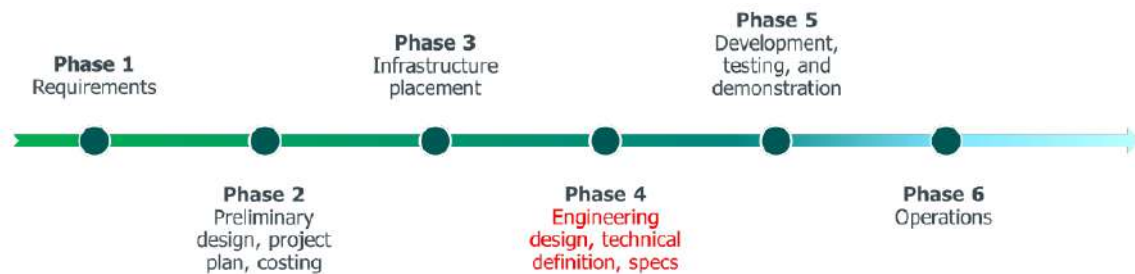 Phase 1
Requirements
Phase 2
Preliminary
design, project
plan, costing
Phase 3
Infrastructure
placement
Phase 4
Engineering
design, technical
definition, specs
Phase 5
Development,
testing, and
demonstration
Phase 6
Operations